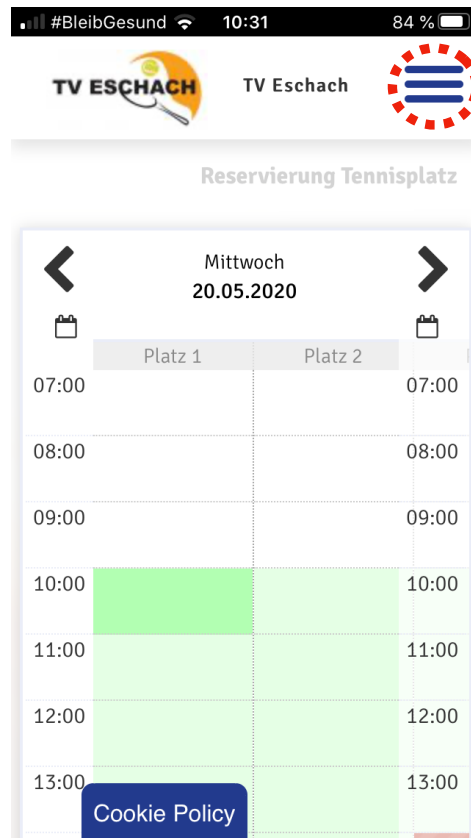 #BleibGesund 10:31 84 %
TV ESCHACH
TV Eschach
Reservierung Tennisplatz
Mittwoch
20.05.2020
Platz 1 Platz 2
07:00 07:00
08:00 08:00
09:00 09:00
10:00 10:00
11:00 11:00
12:00 12:00
13:00 13:00
Cookie Policy